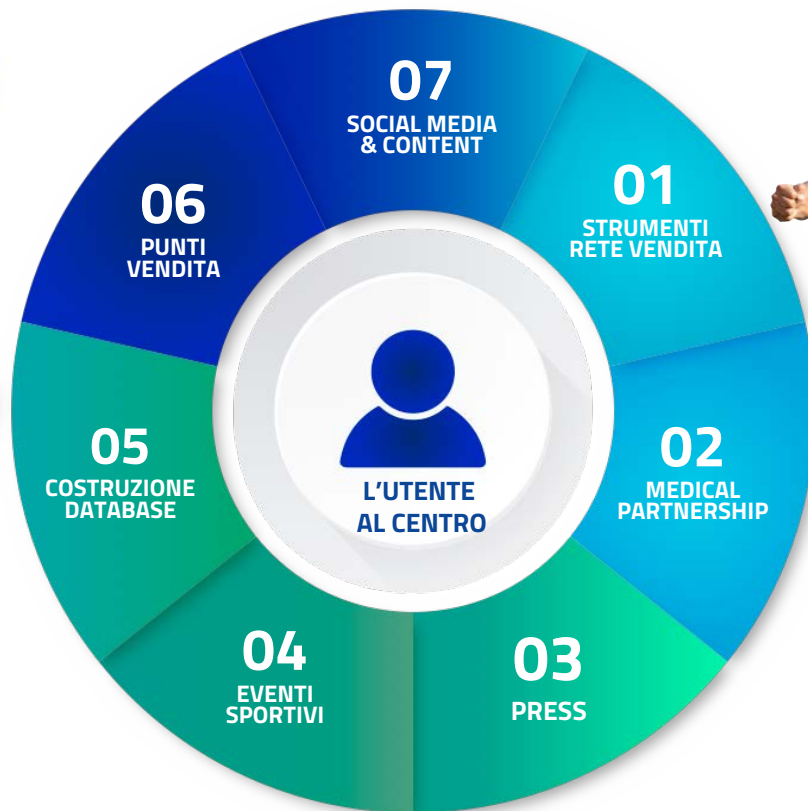 07
SOCIAL MEDIA
& CONTENT
01
STRUMENTI
RETE VENDITA
02
MEDICAL
PARTNERSHIP
03
PRESS
04
EVENTI
SPORTIVI
05
COSTRUZIONE
DATABASE
06
PUNTI
VENDITA
L'UTENTE
AL CENTRO